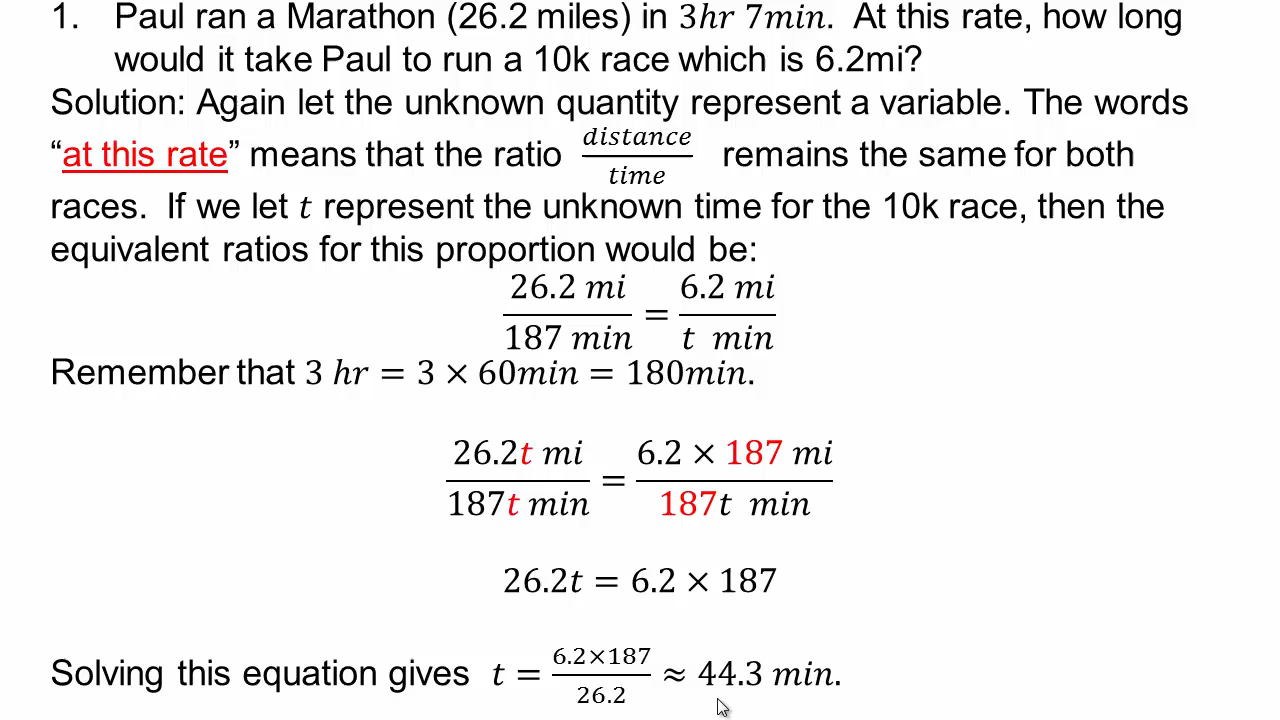 1. Paul ran a Marathon (26.2 miles) in 3hr 7min. At this rate, how long
would it take Paul to run a 10k race which is 6.2mi?
Solution: Again let the unknown quantity represent a variable. The words
“at this rate” means that the ratio distance/time remains the same for both
races. If we let t represent the unknown time for the 10k race, then the
equivalent ratios for this proportion would be:
26.2 mi/187 min = 6.2 mi/t min
Remember that 3 hr = 3 × 60min = 180min.
26.2t mi/187t min = 6.2 × 187 mi/187t min
26.2t = 6.2 × 187
Solving this equation gives t = 6.2×187/26.2 ≈ 44.3 min.